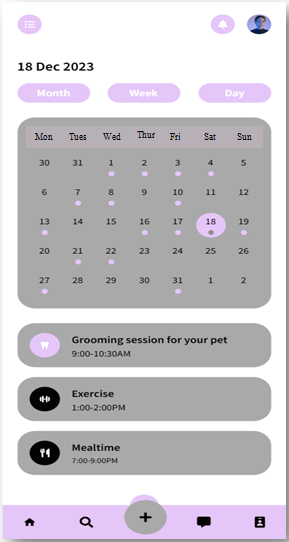 18 Dec 2023
Month Week Day
Mon Tues Wed Thur Fri Sat Sun
30 31 1 2 3 4 5
6 7 8 9 10 11 12
13 14 15 16 17 18 19
20 21 22 23 24 25 26
27 28 29 30 31 1 2
Grooming session for your pet
9:00-10:30AM
Exercise
1:00-2:00PM
Mealtime
7:00-9:00PM